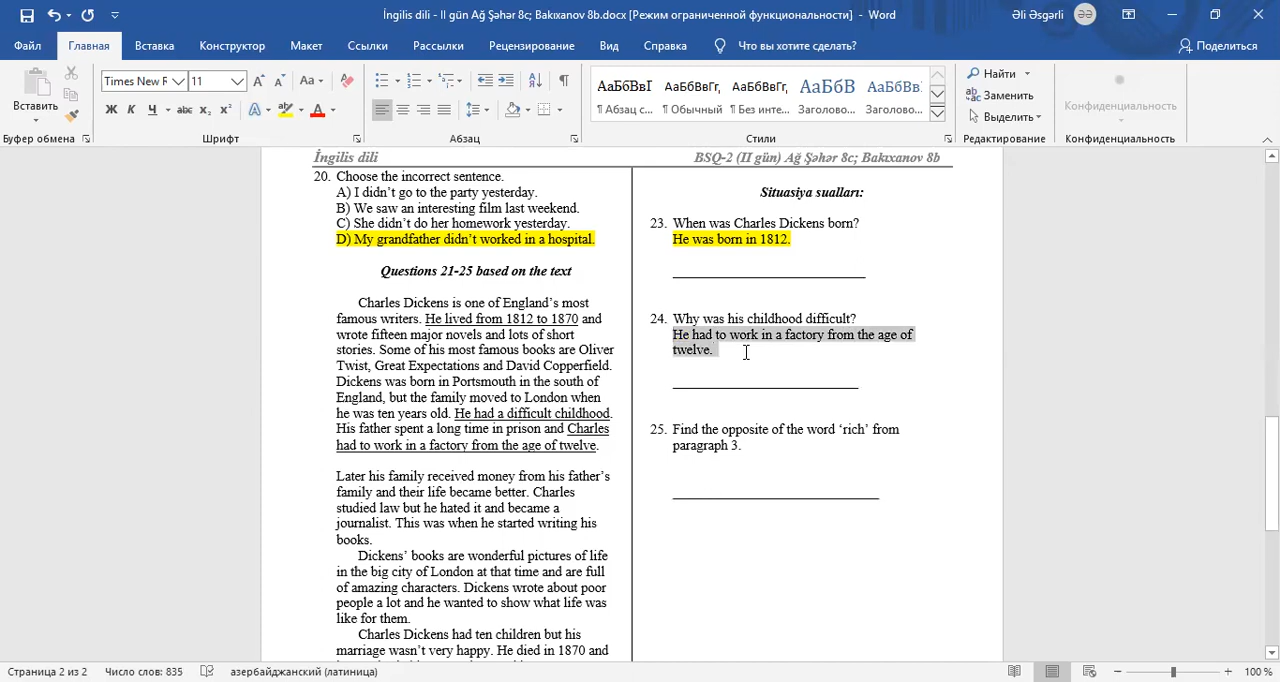 İngilis dili - II gün Ağ Şəhər 8c; Bakıxanov 8b.docx [Режим ограниченной функциональности] - Word
Əli Əsgərli
ƏƏ
Файл
Главная
Вставка
Конструктор
Макет
Ссылки
Рассылки
Рецензирование
Вид
Справка
Что вы хотите сделать?
Поделиться
Вставить
Буфер обмена
Times New R
11
Aa
Ж
К
Ч
abc
x₂
x²
A
A
Шрифт
Абзац
АаБбВвI
АаБбВвГг,
АаБбВвГг,
АаБбВ
АаБбВвI
¶ Абзац с...
¶ Обычный
¶ Без инте...
Заголово...
Заголово...
Стили
Найти
Заменить
Выделить
Редактирование
Конфиденциальность
Конфиденциальность
İngilis dili
BSQ-2 (II gün) Ağ Şəhər 8c; Bakıxanov 8b
20. Choose the incorrect sentence.
A) I didn’t go to the party yesterday.
B) We saw an interesting film last weekend.
C) She didn’t do her homework yesterday.
D) My grandfather didn’t worked in a hospital.
Questions 21-25 based on the text
Charles Dickens is one of England’s most
famous writers. He lived from 1812 to 1870 and
wrote fifteen major novels and lots of short
stories. Some of his most famous books are Oliver
Twist, Great Expectations and David Copperfield.
Dickens was born in Portsmouth in the south of
England, but the family moved to London when
he was ten years old. He had a difficult childhood.
His father spent a long time in prison and Charles
had to work in a factory from the age of twelve.
Later his family received money from his father’s
family and their life became better. Charles
studied law but he hated it and became a
journalist. This was when he started writing his
books.
Dickens’ books are wonderful pictures of life
in the big city of London at that time and are full
of amazing characters. Dickens wrote about poor
people a lot and he wanted to show what life was
like for them.
Charles Dickens had ten children but his
marriage wasn’t very happy. He died in 1870 and
Situasiya sualları:
23. When was Charles Dickens born?
He was born in 1812.
24. Why was his childhood difficult?
He had to work in a factory from the age of
twelve.
25. Find the opposite of the word ‘rich’ from
paragraph 3.
Страница 2 из 2
Число слов: 835
азербайджанский (латиница)
100 %